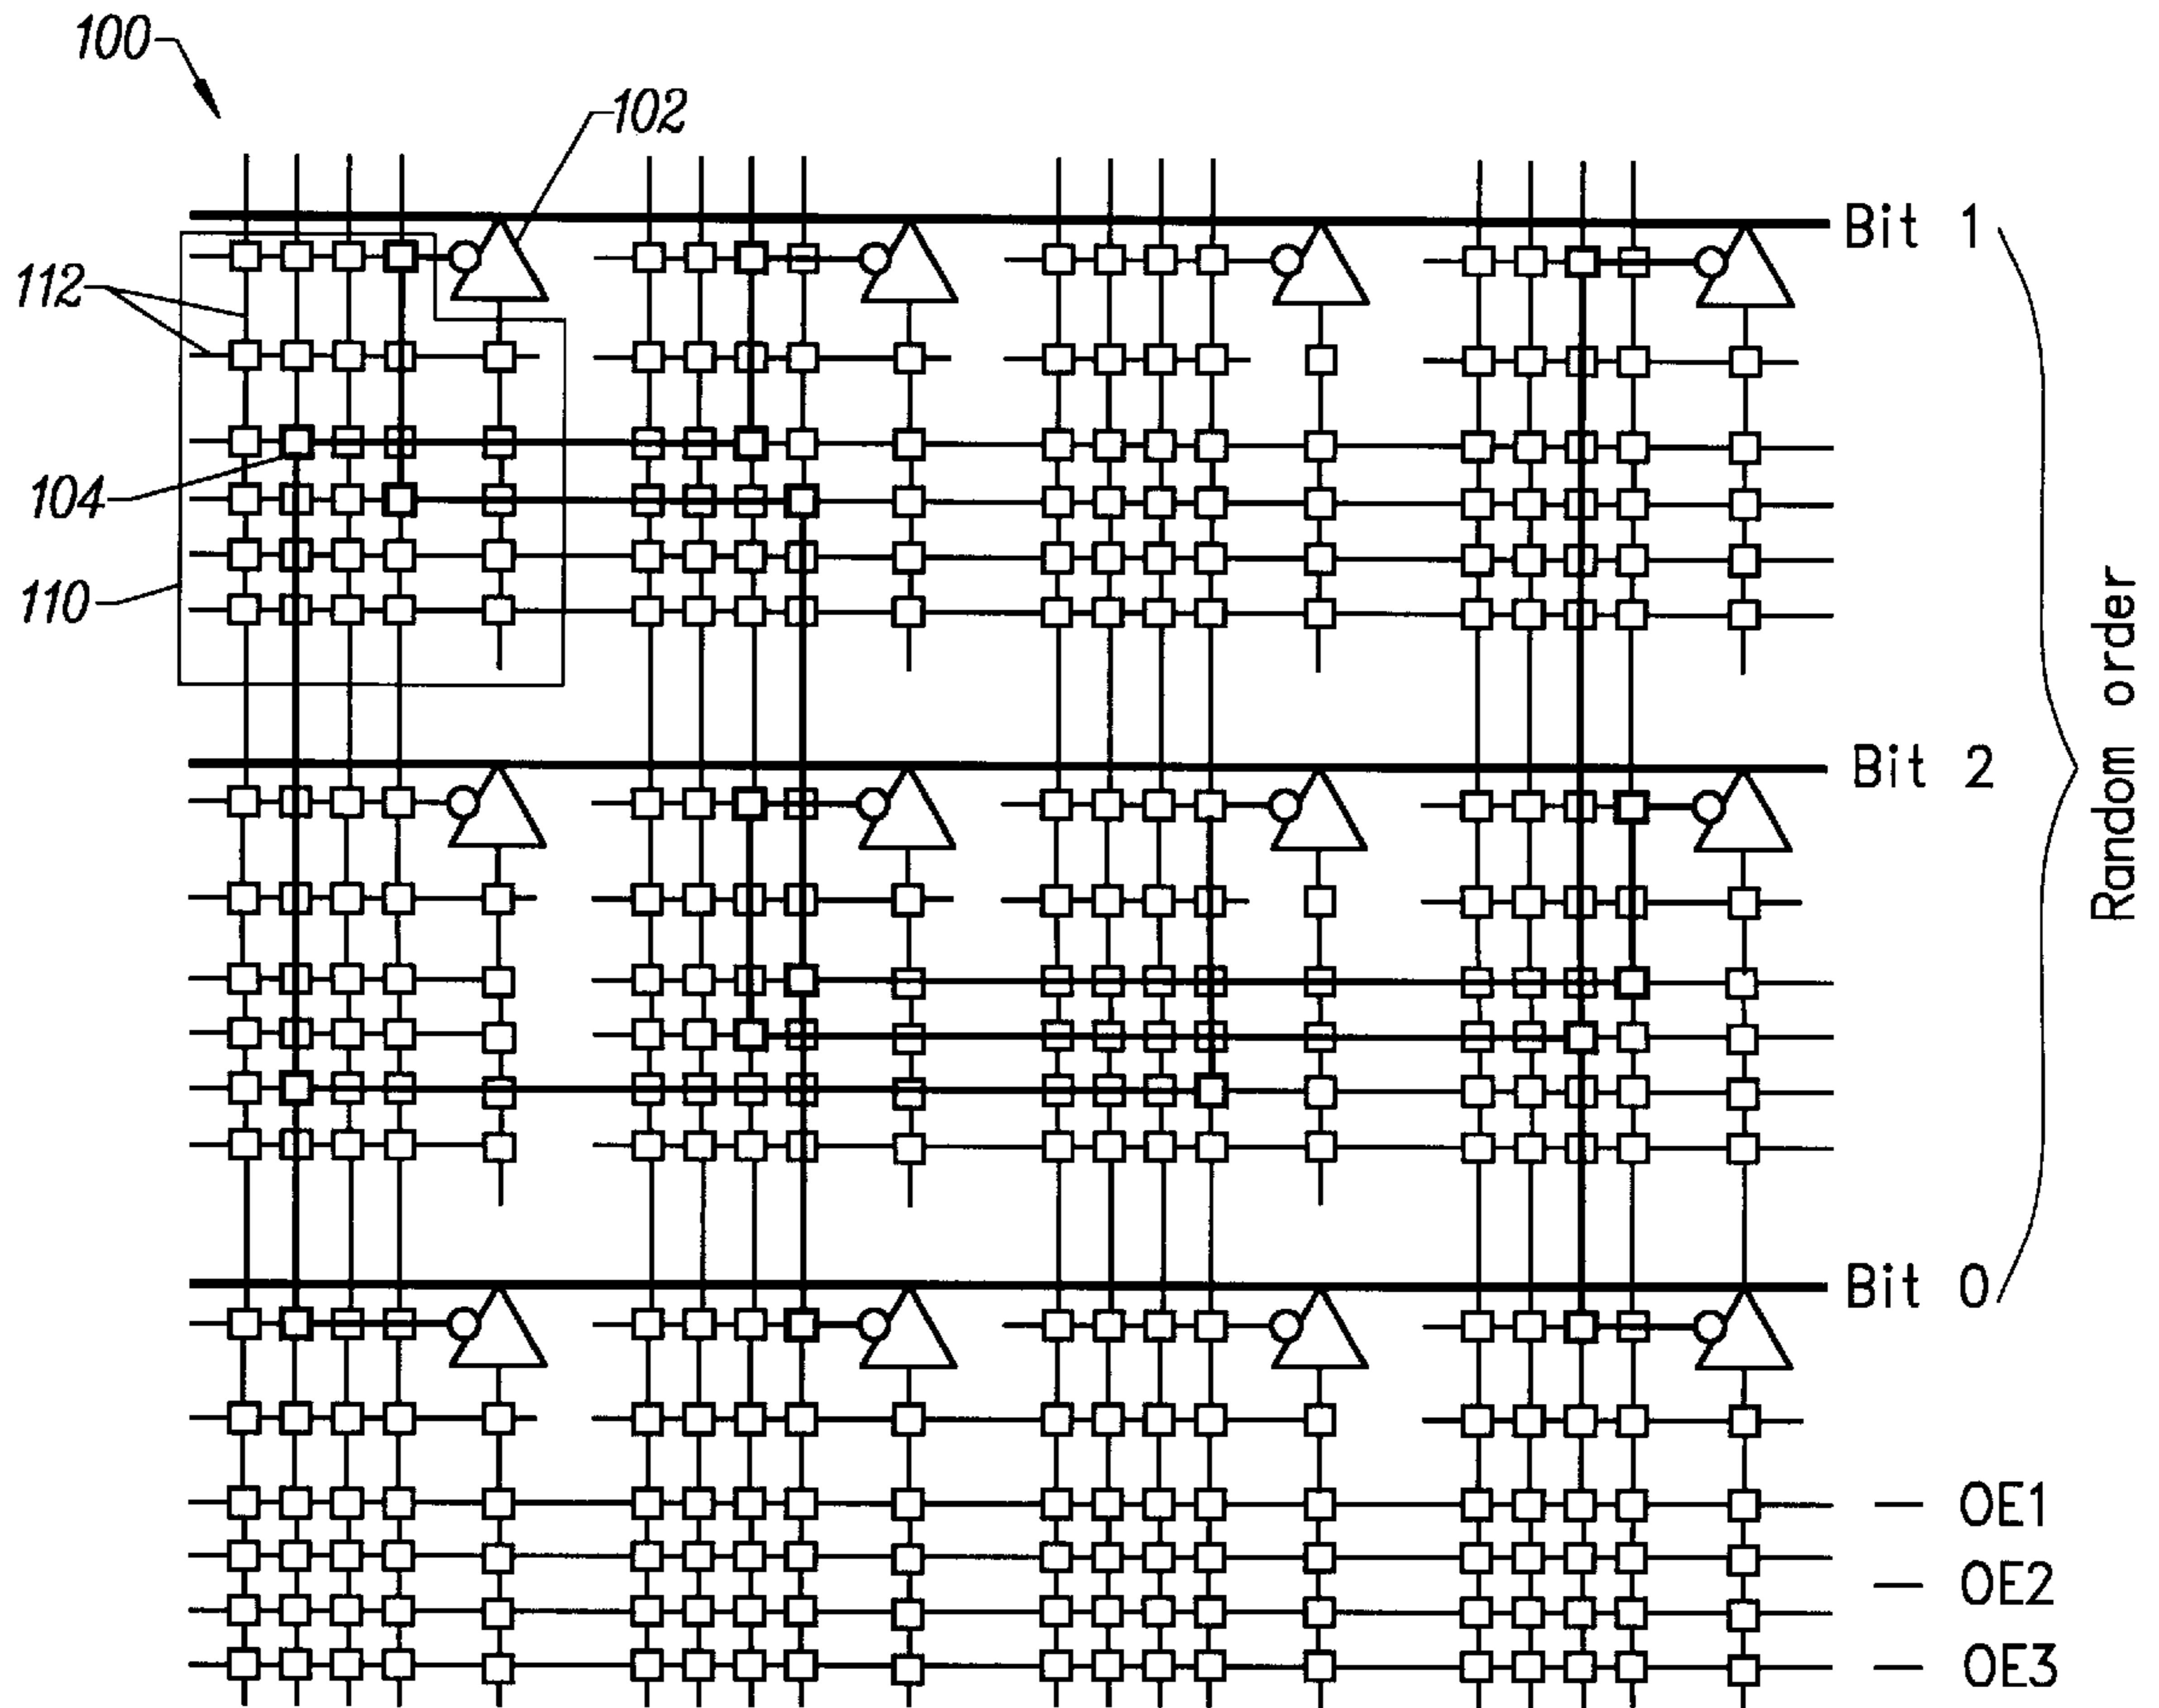 100
102
Bit 1
112
104
110
Random order
Bit 2
Bit 0
OE1
OE2
OE3